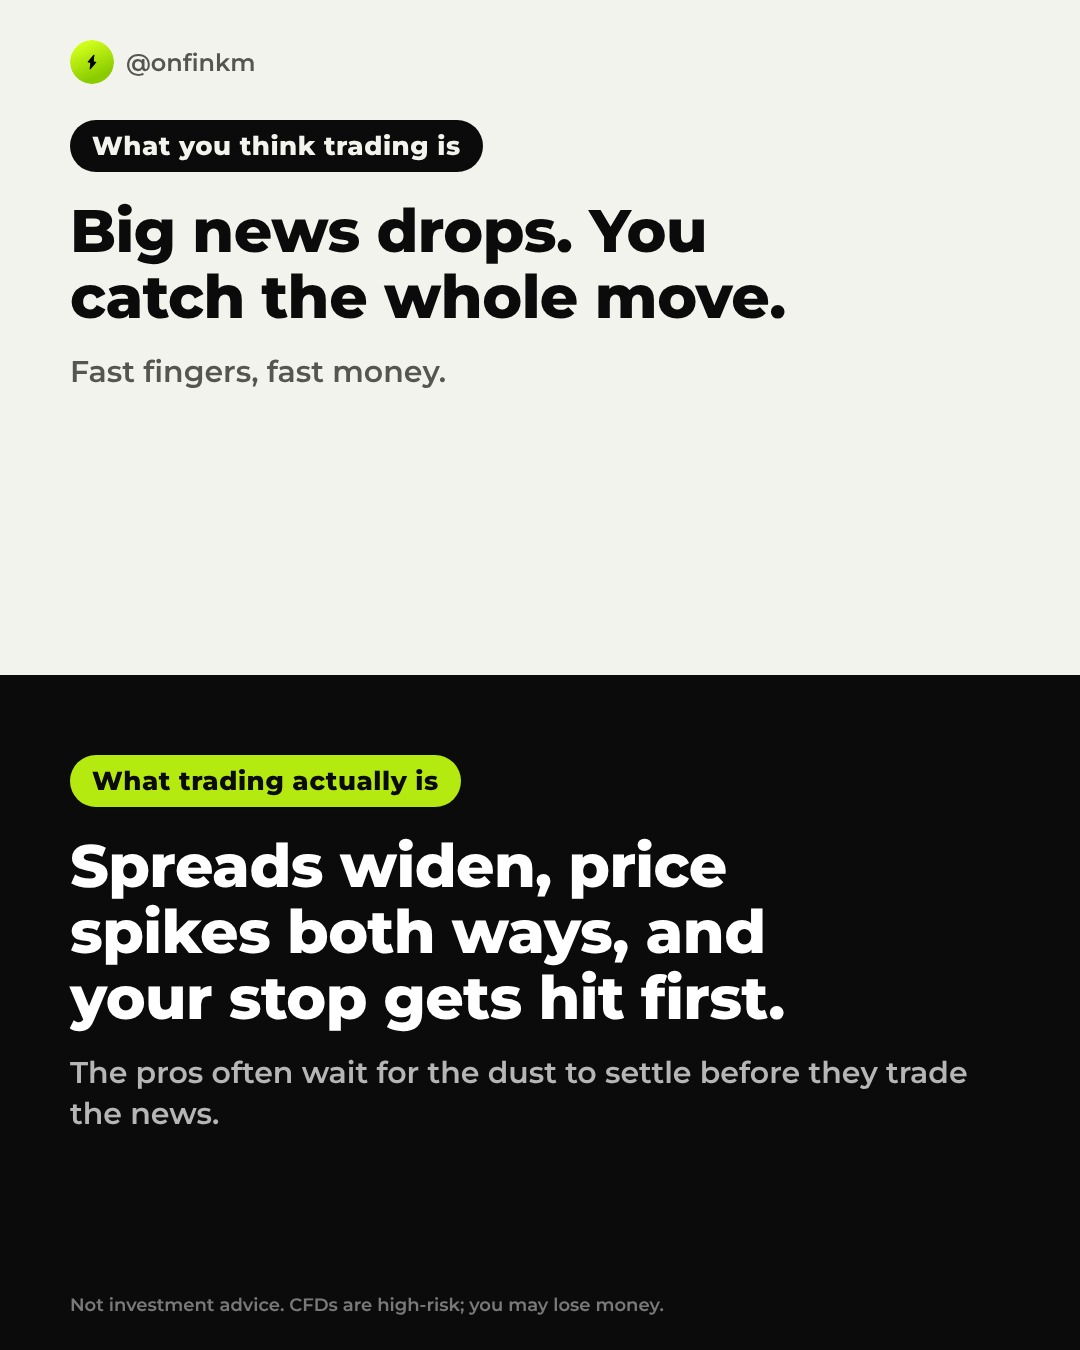 @onfinkm
What you think trading is
Big news drops. You
catch the whole move.
Fast fingers, fast money.
What trading actually is
Spreads widen, price
spikes both ways, and
your stop gets hit first.
The pros often wait for the dust to settle before they trade
the news.
Not investment advice. CFDs are high-risk; you may lose money.